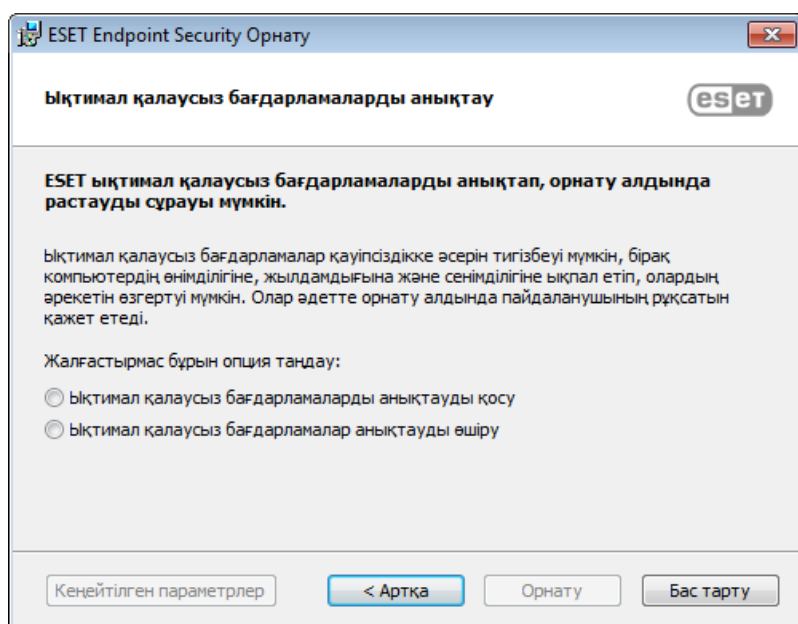 ESET Endpoint Security Орнату
Ықтимал қалаусыз бағдарламаларды анықтау
eset
ESET ықтимал қалаусыз бағдарламаларды анықтап, орнату алдында
растауды сұрауы мүмкін.
Ықтимал қалаусыз бағдарламалар қауіпсіздікке әсерін тигізбеуі мүмкін, бірақ
компьютердің өнімділігіне, жылдамдығына және сенімділігіне ықпал етіп, олардың
әрекетін өзгертуі мүмкін. Олар әдетте орнату алдында пайдаланушының рұқсатын
қажет етеді.
Жалғастырмас бұрын опция таңдау:
Ықтимал қалаусыз бағдарламаларды анықтауды қосу
Ықтимал қалаусыз бағдарламалар анықтауды өшіру
Кеңейтілген параметрлер < Артқа Орнату Бас тарту